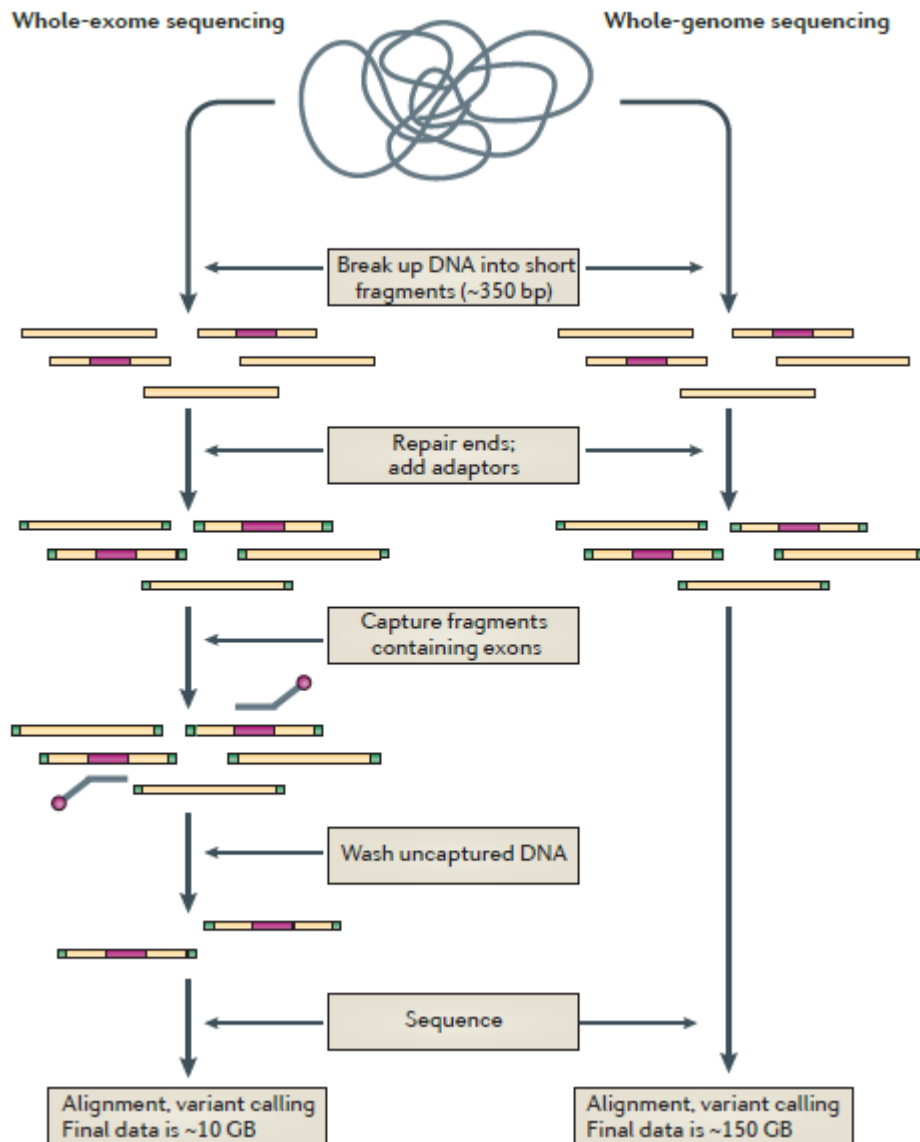 Whole-exome sequencing
Whole-genome sequencing
Break up DNA into short
fragments (~350 bp)
Repair ends;
add adaptors
Capture fragments
containing exons
Wash uncaptured DNA
Sequence
Alignment, variant calling
Final data is ~10 GB
Alignment, variant calling
Final data is ~150 GB